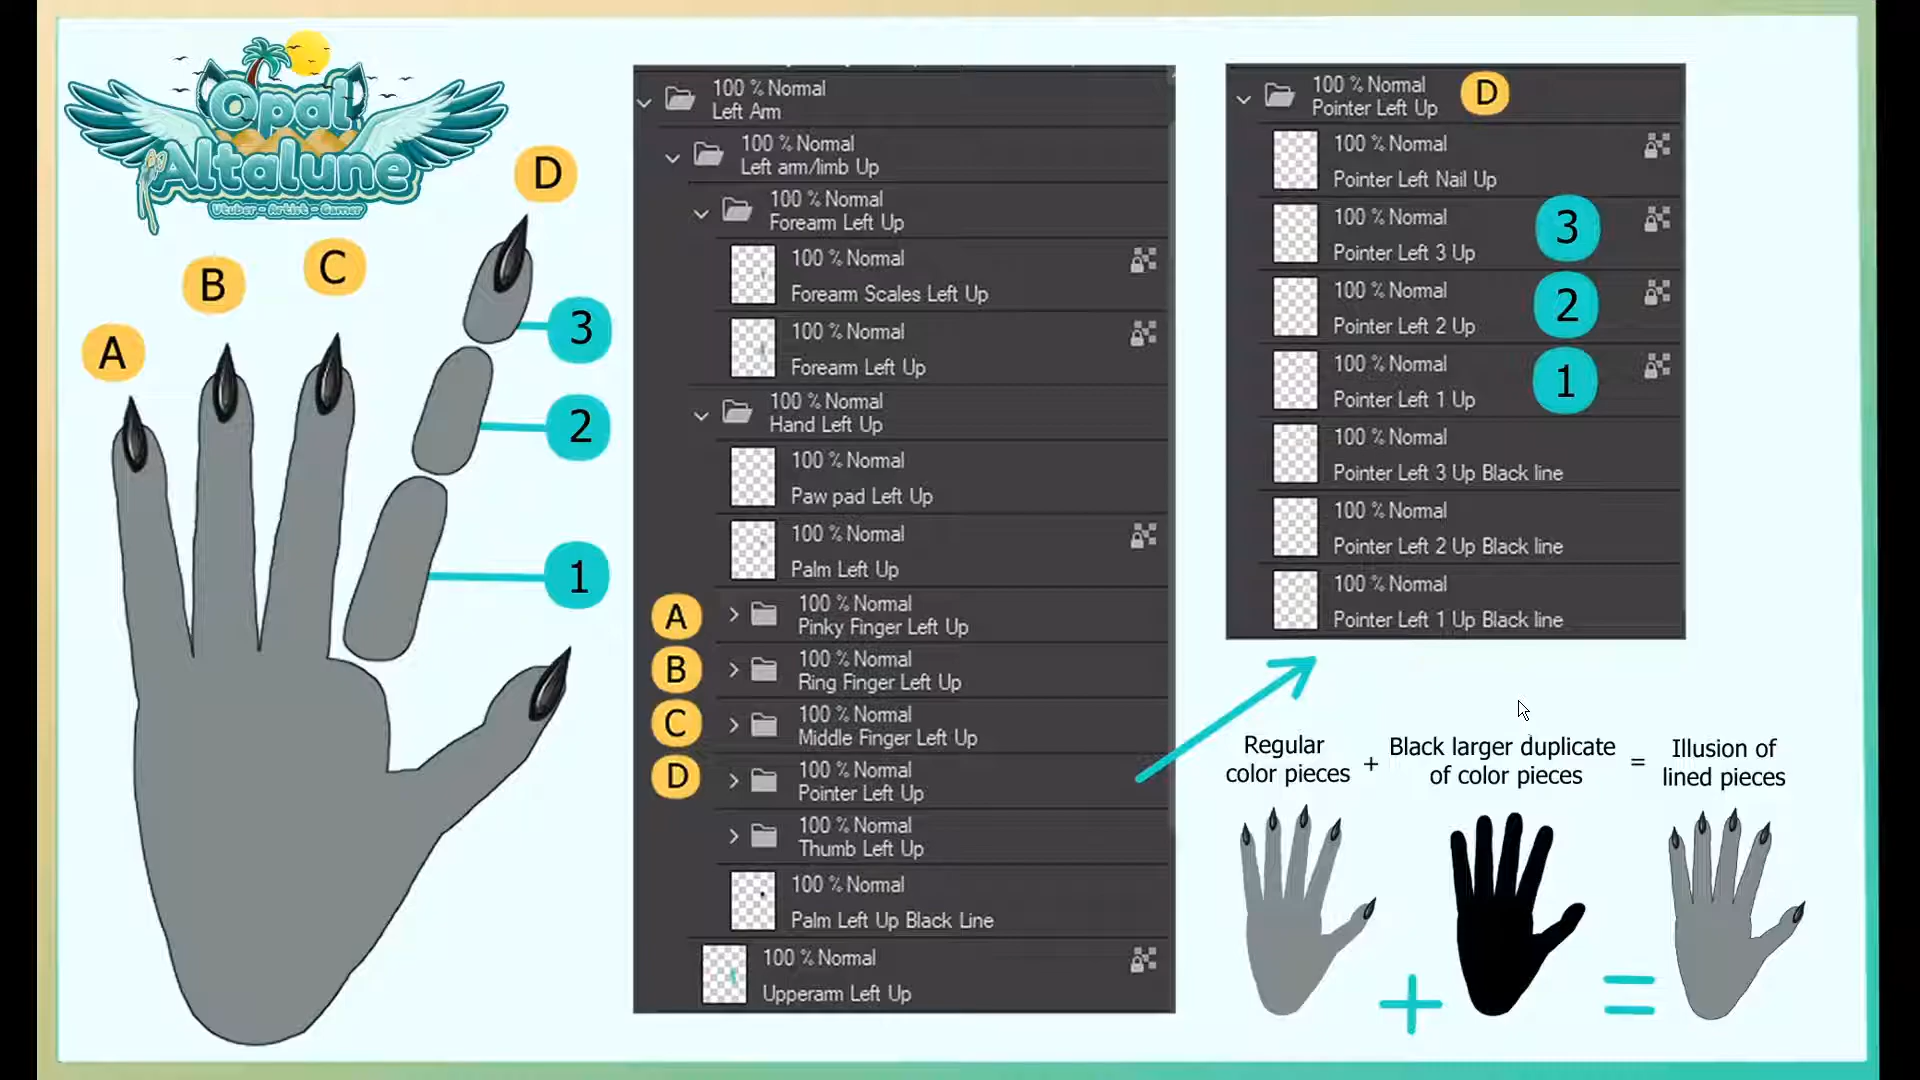 Opal
Altalune
Vtuber - Artist - Gamer
A
B
C
D
3
2
1
100 % Normal
Left Arm
100 % Normal
Left arm/limb Up
100 % Normal
Forearm Left Up
100 % Normal
Forearm Scales Left Up
100 % Normal
Forearm Left Up
100 % Normal
Hand Left Up
100 % Normal
Paw pad Left Up
100 % Normal
Palm Left Up
A
100 % Normal
Pinky Finger Left Up
B
100 % Normal
Ring Finger Left Up
C
100 % Normal
Middle Finger Left Up
D
100 % Normal
Pointer Left Up
100 % Normal
Thumb Left Up
100 % Normal
Palm Left Up Black Line
100 % Normal
Upperarm Left Up
100 % Normal
Pointer Left Up
D
100 % Normal
Pointer Left Nail Up
100 % Normal
Pointer Left 3 Up
3
100 % Normal
Pointer Left 2 Up
2
100 % Normal
Pointer Left 1 Up
1
100 % Normal
Pointer Left 3 Up Black line
100 % Normal
Pointer Left 2 Up Black line
100 % Normal
Pointer Left 1 Up Black line
Regular
color pieces
+
Black larger duplicate
of color pieces
=
Illusion of
lined pieces
+
=